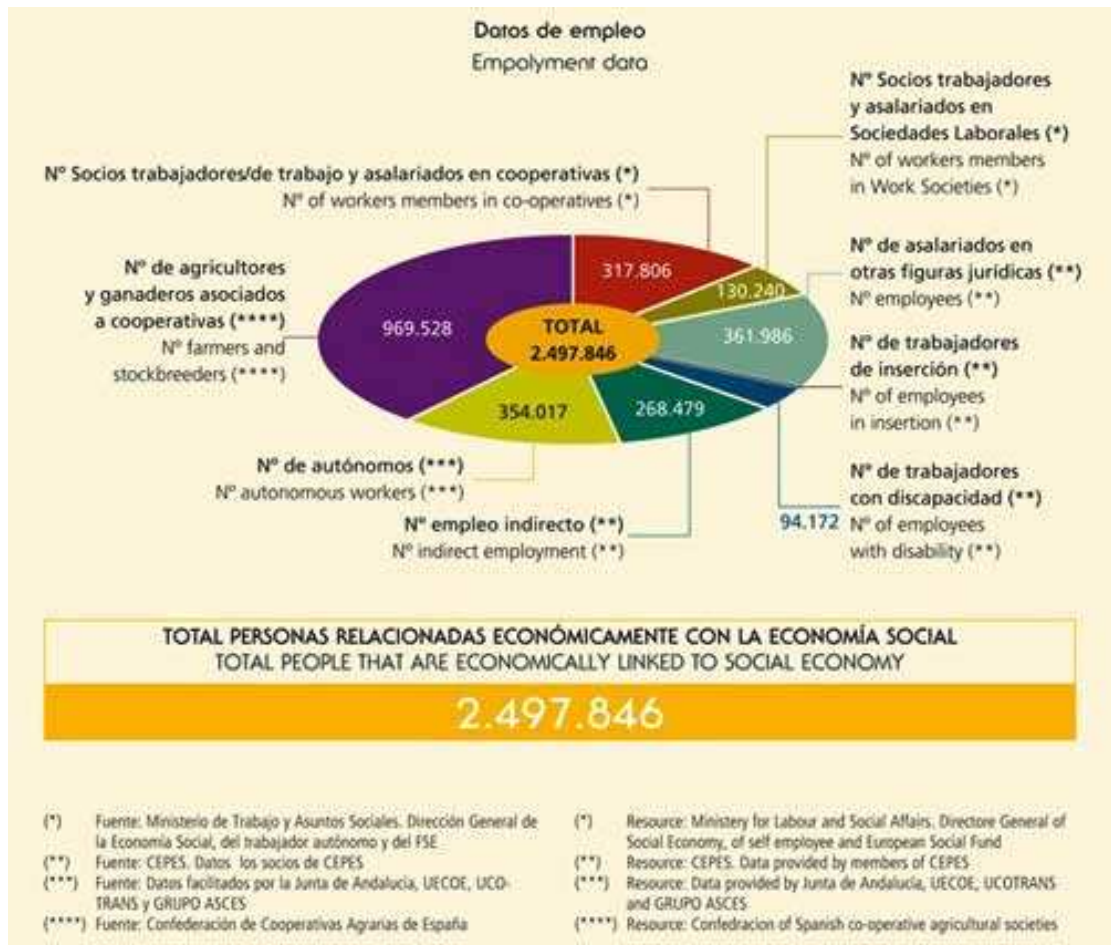 Datos de empleo
Empolyment data
Nº Socios trabajadores
y asalariados en
Sociedades Laborales (*)
Nº of workers members
in Work Societies (*)
Nº Socios trabajadores/de trabajo y asalariados en cooperativas (*)
Nº of workers members in co-operatives (*)
Nº de asalariados en
otras figuras jurídicas (**)
Nº employees (**)
Nº de agricultores
y ganaderos asociados
a cooperativas (****)
Nº farmers and
stockbreeders (****)
317.806
130.240
969.528
TOTAL
2.497.846
361.986
Nº de trabajadores
de inserción (**)
Nº of employees
in insertion (**)
354.017
268.479
Nº de autónomos (***)
Nº autonomous workers (***)
Nº de trabajadores
con discapacidad (**)
94.172 Nº of employees
with disability (**)
Nº empleo indirecto (**)
Nº indirect employment (**)
TOTAL PERSONAS RELACIONADAS ECONÓMICAMENTE CON LA ECONOMÍA SOCIAL
TOTAL PEOPLE THAT ARE ECONOMICALLY LINKED TO SOCIAL ECONOMY
2.497.846
(*) Fuente: Ministerio de Trabajo y Asuntos Sociales. Dirección General de
la Economía Social, del trabajador autónomo y del FSE
(**) Fuente: CEPES. Datos los socios de CEPES
(***) Fuente: Datos facilitados por la Junta de Andalucía, UECOE, UCO-
TRANS y GRUPO ASCES
(****) Fuente: Confederación de Cooperativas Agrarias de España
(*) Resource: Ministery for Labour and Social Affairs. Directore General of
Social Economy, of self employee and European Social Fund
(**) Resource: CEPES. Data provided by members of CEPES
(***) Resource: Data provided by Junta de Andalucía, UECOE, UCOTRANS
and GRUPO ASCES
(****) Resource: Confedracion of Spanish co-operative agricultural societies